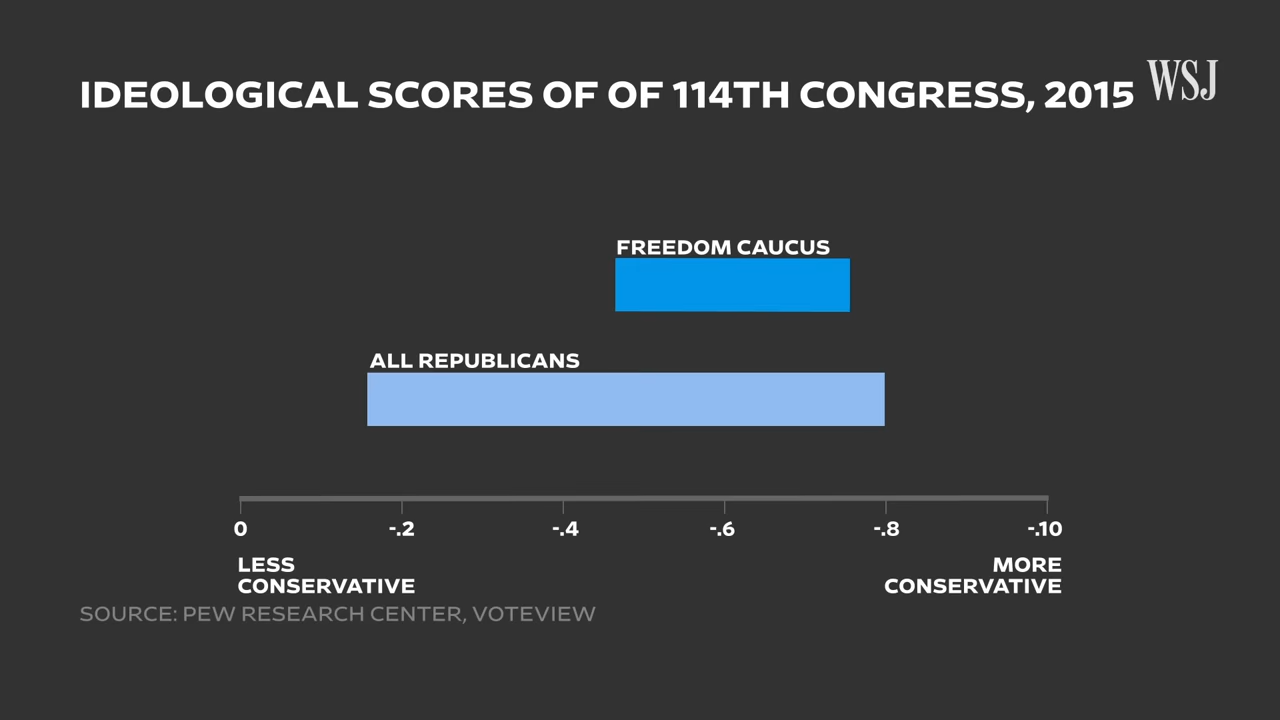 IDEOLOGICAL SCORES OF OF 114TH CONGRESS, 2015
WSJ
FREEDOM CAUCUS
ALL REPUBLICANS
0 -.2 -.4 -.6 -.8 -.10
LESS CONSERVATIVE
MORE CONSERVATIVE
SOURCE: PEW RESEARCH CENTER, VOTEVIEW